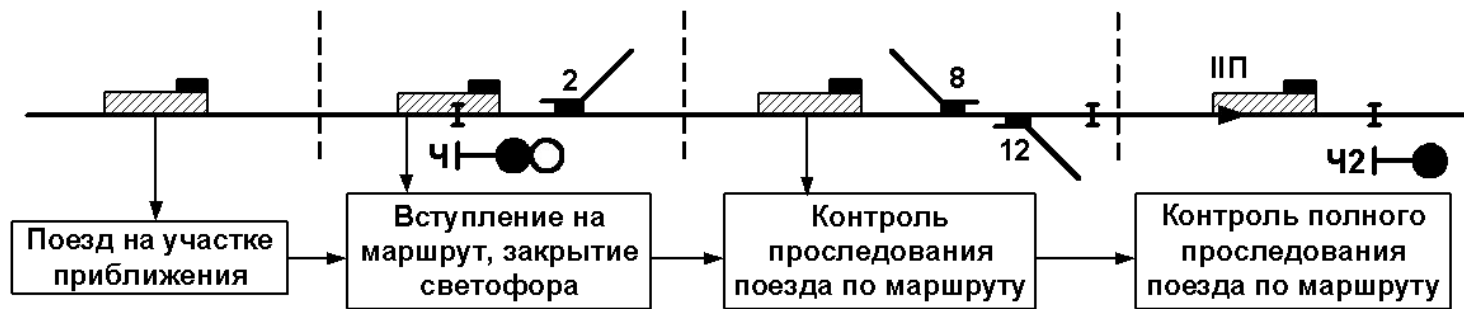 2
8
IIП
12
Ч
Ч2
Поезд на участке
приближения
Вступление на
маршрут, закрытие
светофора
Контроль
проследования
поезда по маршруту
Контроль полного
проследования
поезда по маршруту